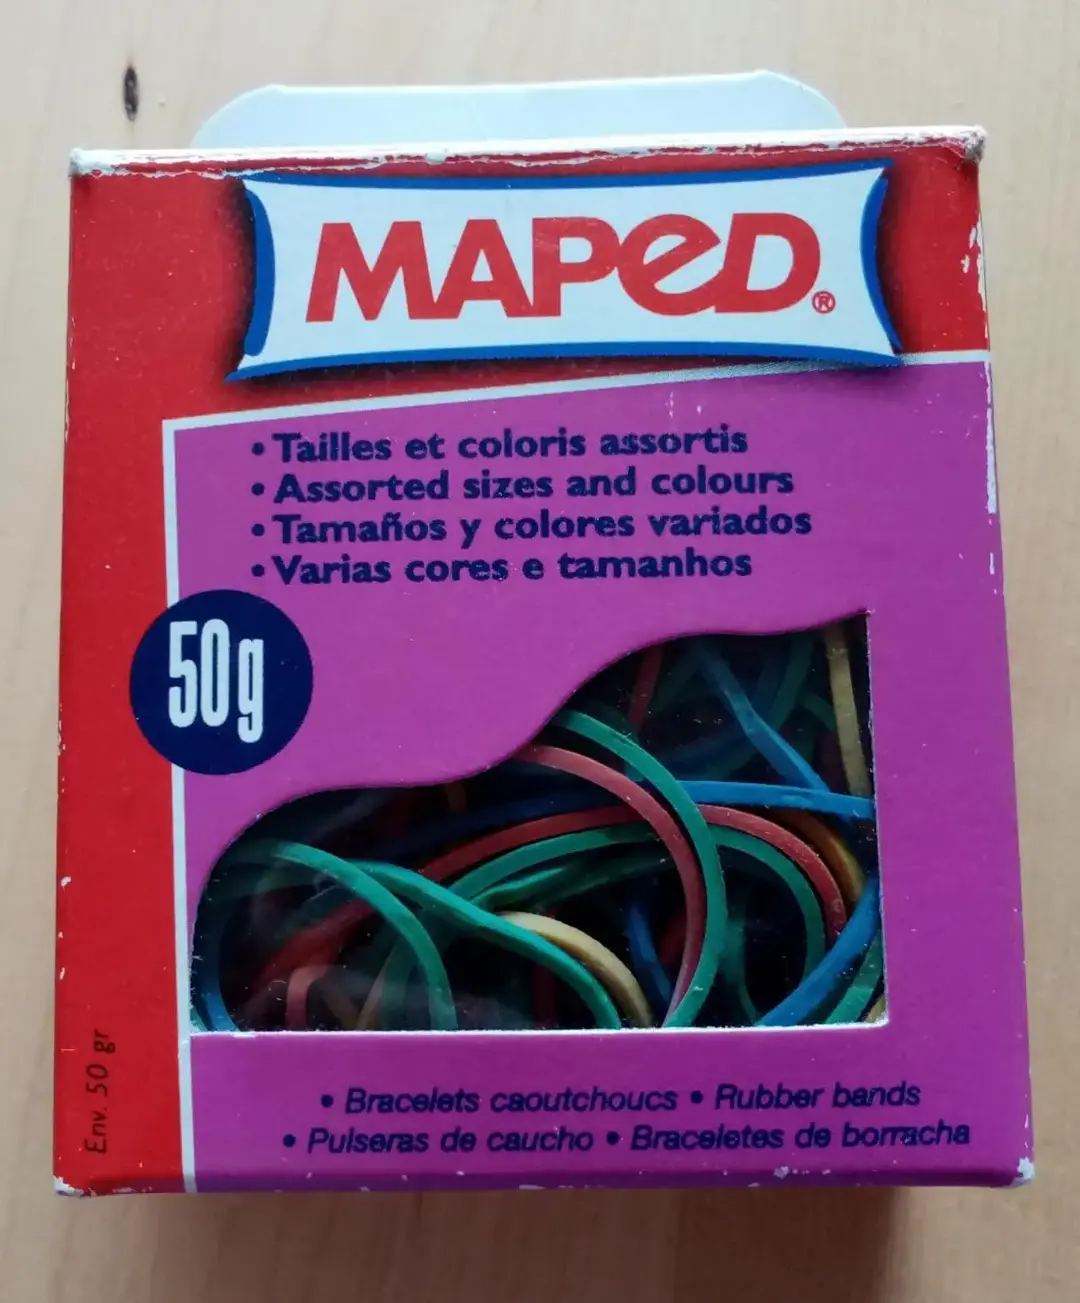 MAPED®
• Tailles et coloris assortis
• Assorted sizes and colours
• Tamaños y colores variados
• Varias cores e tamanhos
50g
Env. 50 gr
• Bracelets caoutchoucs • Rubber bands
• Pulseras de caucho • Braceletes de borracha